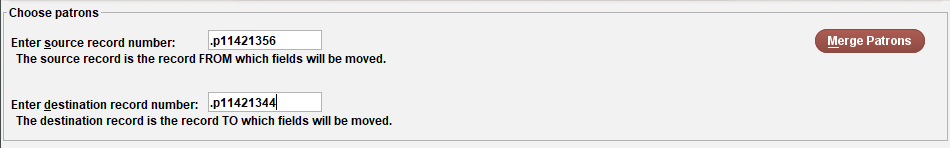 Choose patrons
Enter source record number: .p11421356
Merge Patrons
The source record is the record FROM which fields will be moved.
Enter destination record number: .p11421344
The destination record is the record TO which fields will be moved.